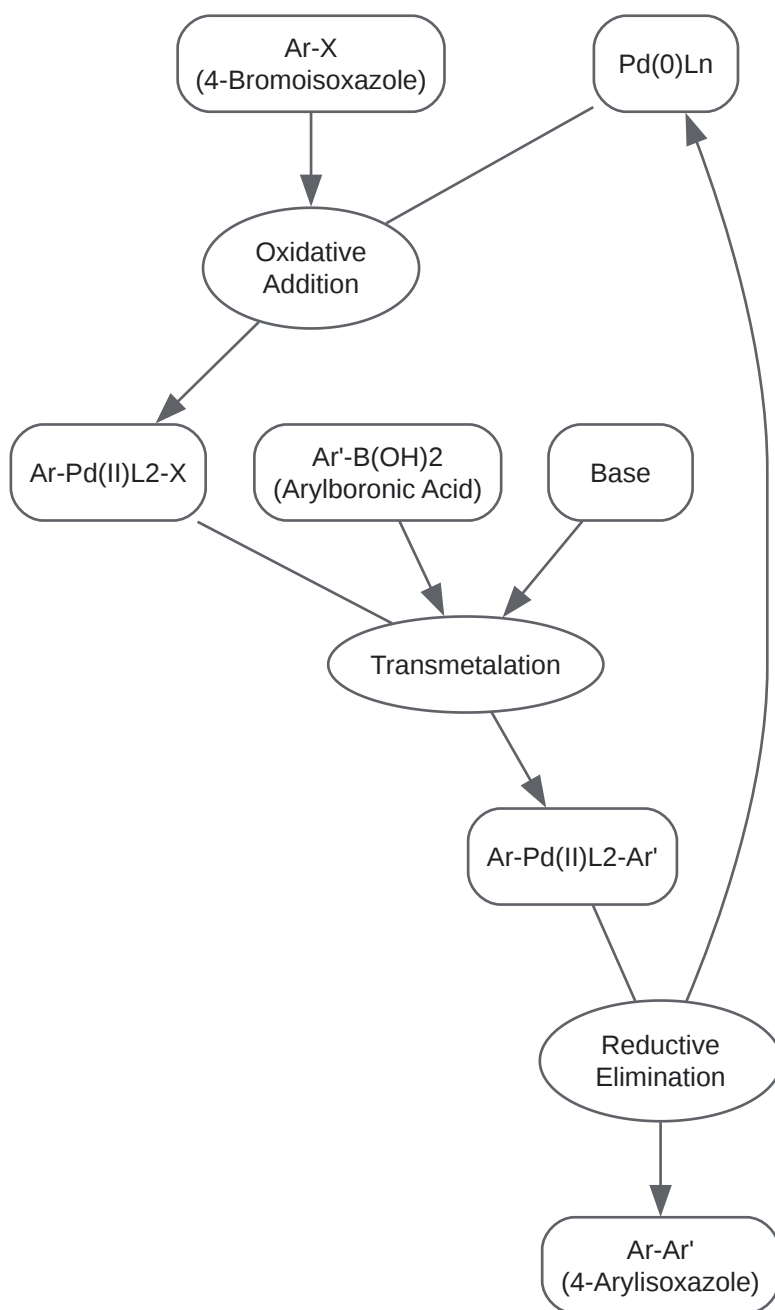 Ar-X
(4-Bromoisoxazole)
Pd(0)Ln
Oxidative
Addition
Ar-Pd(II)L2-X
Ar'-B(OH)2
(Arylboronic Acid)
Base
Transmetalation
Ar-Pd(II)L2-Ar'
Reductive
Elimination
Ar-Ar'
(4-Arylisoxazole)